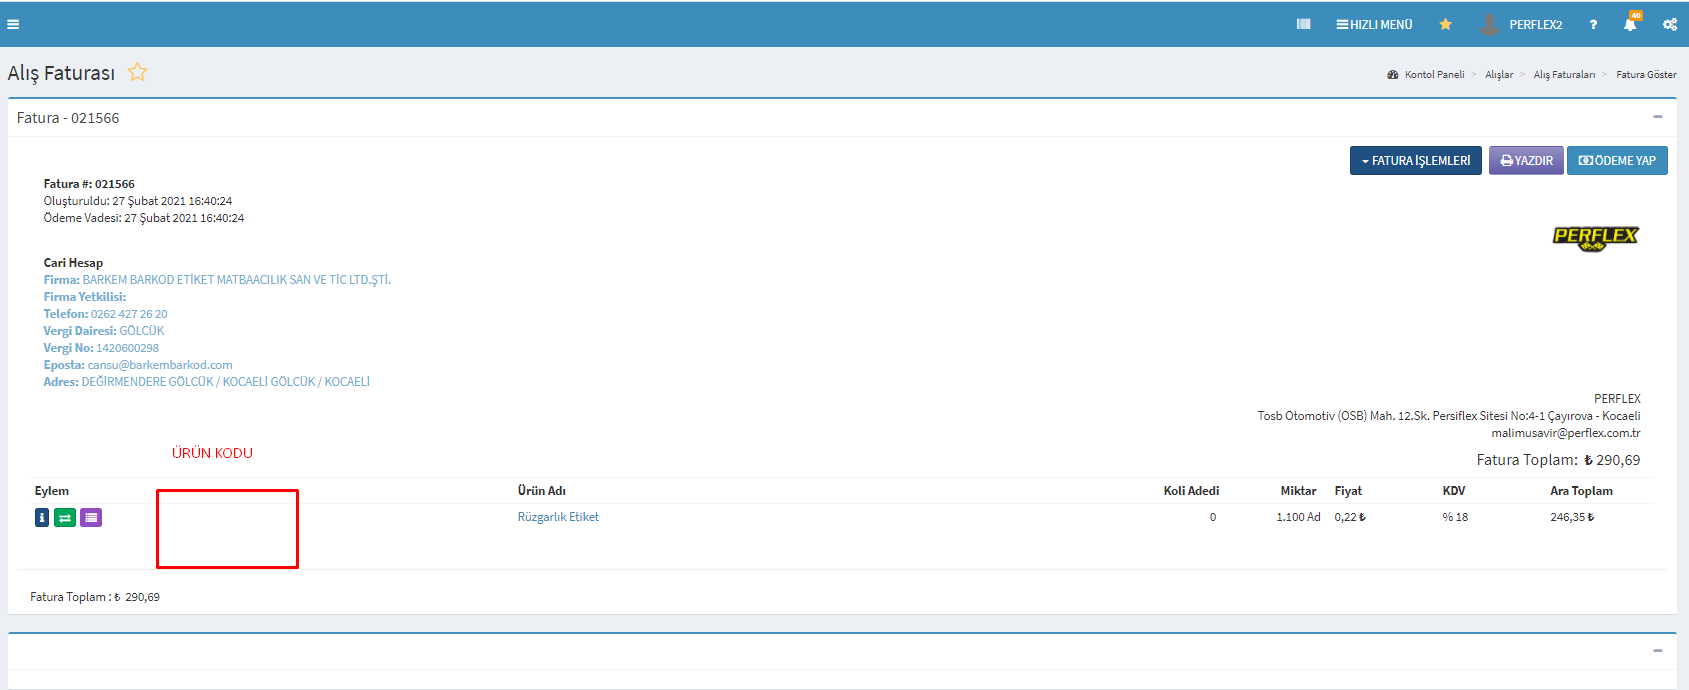 HIZLI MENÜ
PERFLEX2
?
40
Alış Faturası
Kontol Paneli > Alışlar > Alış Faturaları > Fatura Göster
Fatura - 021566
FATURA İŞLEMLERİ
YAZDIR
ÖDEME YAP
Fatura #: 021566
Oluşturuldu: 27 Şubat 2021 16:40:24
Ödeme Vadesi: 27 Şubat 2021 16:40:24
PERFLEX
Cari Hesap
Firma: BARKEM BARKOD ETİKET MATBAACILIK SAN VE TİC LTD.ŞTİ.
Firma Yetkilisi:
Telefon: 0262 427 26 20
Vergi Dairesi: GÖLCÜK
Vergi No: 1420600298
Eposta: cansu@barkembarkod.com
Adres: DEĞİRMENDERE GÖLCÜK / KOCAELİ GÖLCÜK / KOCAELİ
PERFLEX
Tosb Otomotiv (OSB) Mah. 12.Sk. Persiflex Sitesi No:4-1 Çayırova - Kocaeli
malimusavir@perflex.com.tr
Fatura Toplam: ₺ 290,69
ÜRÜN KODU
Eylem Ürün Adı Koli Adedi Miktar Fiyat KDV Ara Toplam
Rüzgarlık Etiket 0 1.100 Ad 0,22 ₺ % 18 246,35 ₺
Fatura Toplam : ₺ 290,69